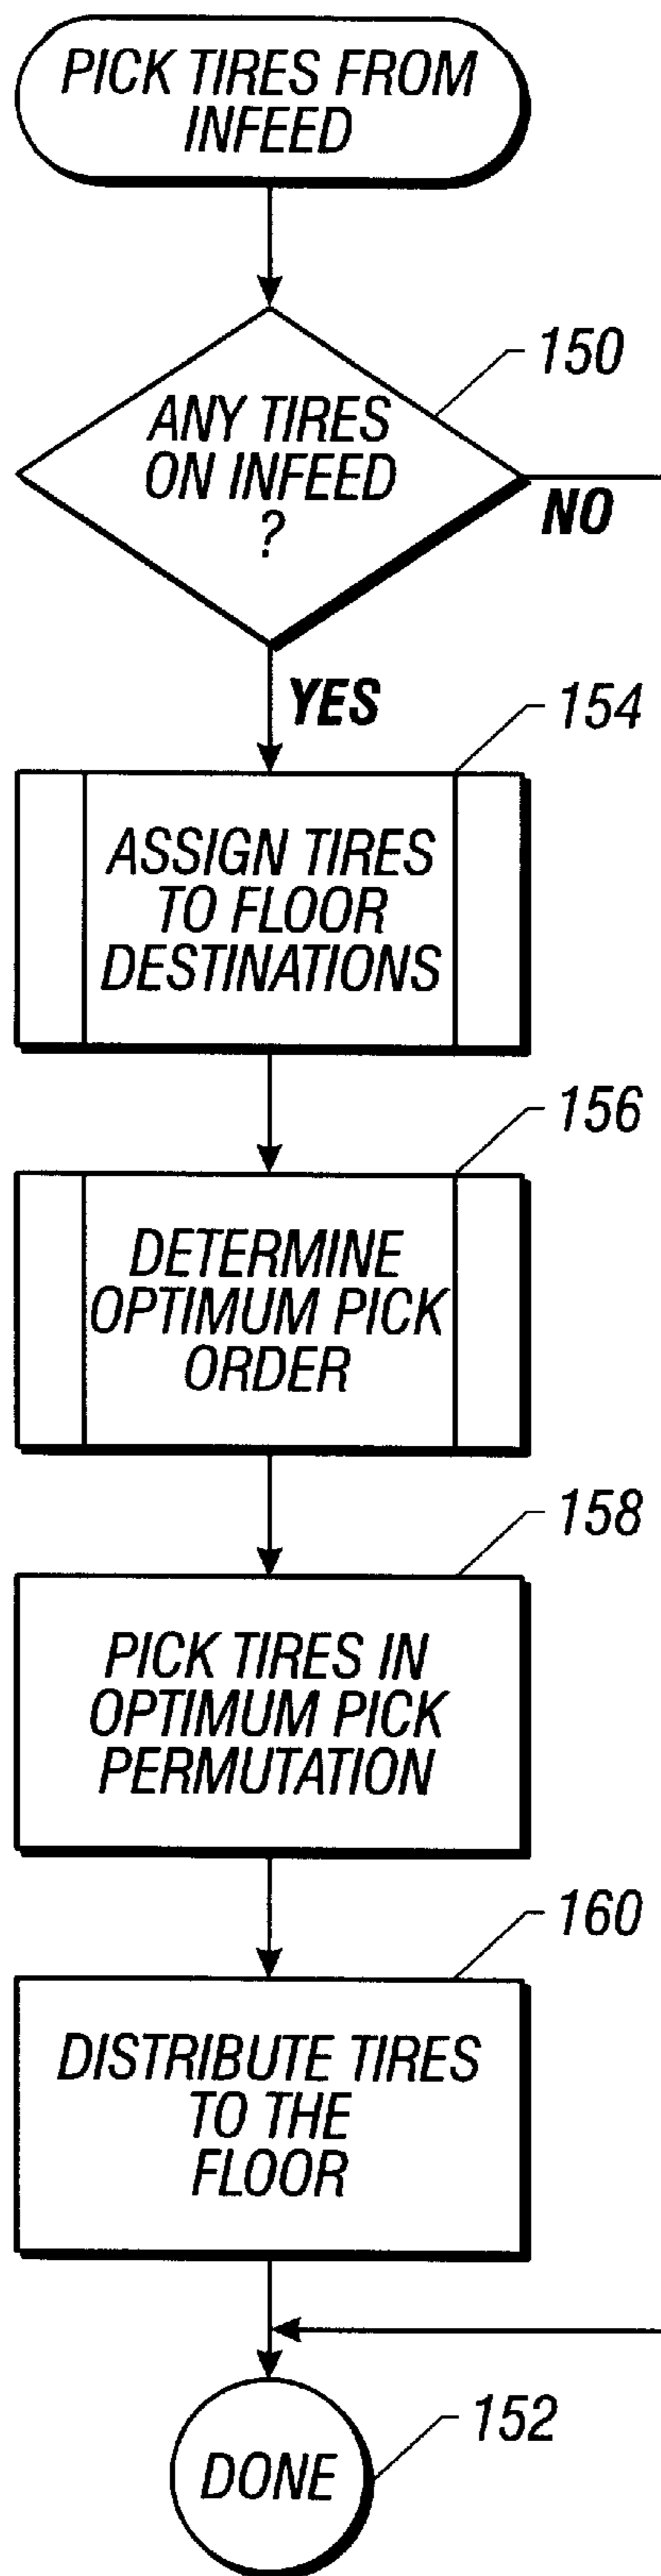 PICK TIRES FROM
INFEED
150
ANY TIRES
ON INFEED
?
NO
YES
154
ASSIGN TIRES
TO FLOOR
DESTINATIONS
156
DETERMINE
OPTIMUM PICK
ORDER
158
PICK TIRES IN
OPTIMUM PICK
PERMUTATION
160
DISTRIBUTE TIRES
TO THE
FLOOR
152
DONE